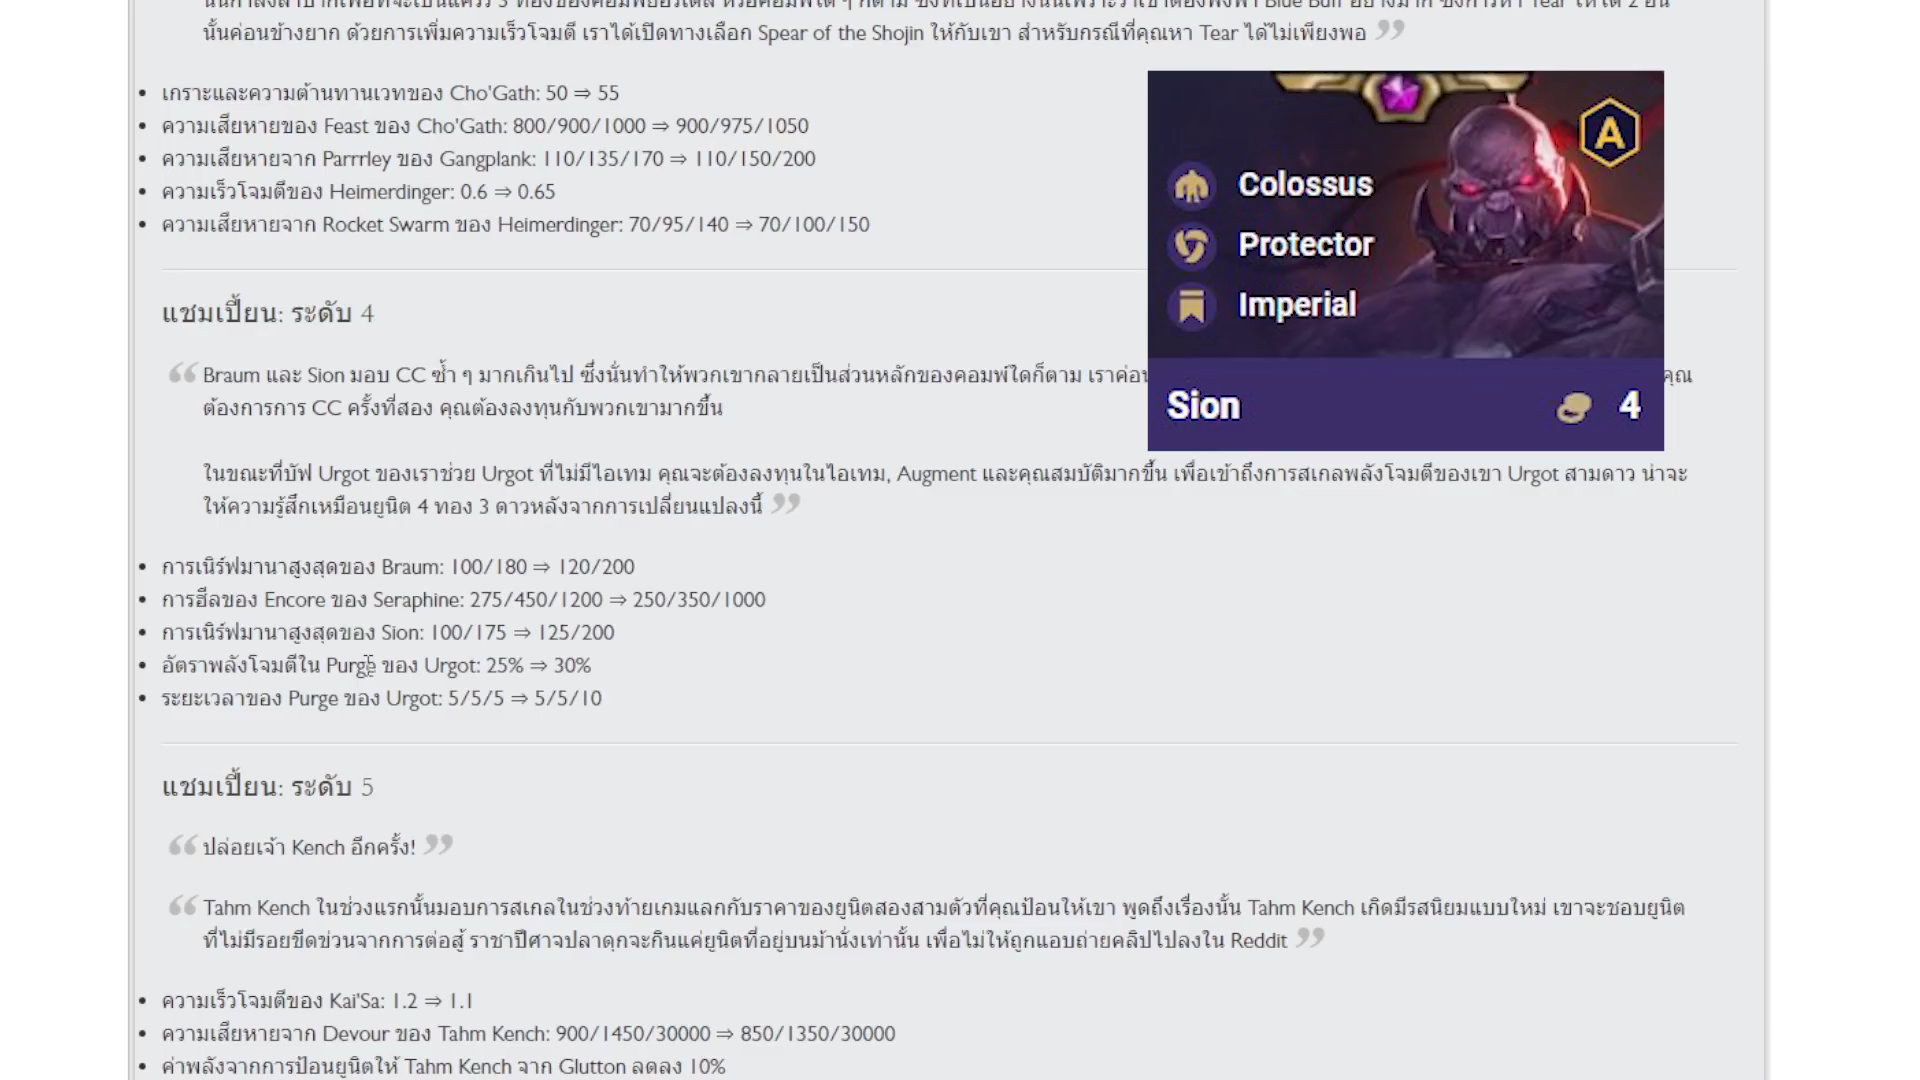 นั้นค่อนข้างยาก ด้วยการเพิ่มความเร็วโจมตี เราได้เปิดทางเลือก Spear of the Shojin ให้กับเขา สำหรับกรณีที่คุณหา Tear ได้ไม่เพียงพอ ”
• เกราะและความต้านทานเวทของ Cho'Gath: 50 ⇒ 55
• ความเสียหายของ Feast ของ Cho'Gath: 800/900/1000 ⇒ 900/975/1050
• ความเสียหายจาก Parrrley ของ Gangplank: 110/135/170 ⇒ 110/150/200
• ความเร็วโจมตีของ Heimerdinger: 0.6 ⇒ 0.65
• ความเสียหายจาก Rocket Swarm ของ Heimerdinger: 70/95/140 ⇒ 70/100/150
A
Colossus
Protector
Imperial
Sion 4
แชมเปี้ยน: ระดับ 4
“ Braum และ Sion มอบ CC ซ้ำ ๆ มากเกินไป ซึ่งนั่นทำให้พวกเขากลายเป็นส่วนหลักของคอมพ์ใดก็ตาม เราค่อน คุณ
ต้องการการ CC ครั้งที่สอง คุณต้องลงทุนกับพวกเขามากขึ้น
ในขณะที่บัฟ Urgot ของเราช่วย Urgot ที่ไม่มีไอเทม คุณจะต้องลงทุนในไอเทม, Augment และคุณสมบัติมากขึ้น เพื่อเข้าถึงการสเกลพลังโจมตีของเขา Urgot สามดาว น่าจะ
ให้ความรู้สึกเหมือนยูนิต 4 ทอง 3 ดาวหลังจากการเปลี่ยนแปลงนี้ ”
• การเนิร์ฟมานาสูงสุดของ Braum: 100/180 ⇒ 120/200
• การฮีลของ Encore ของ Seraphine: 275/450/1200 ⇒ 250/350/1000
• การเนิร์ฟมานาสูงสุดของ Sion: 100/175 ⇒ 125/200
• อัตราพลังโจมตีใน Purge ของ Urgot: 25% ⇒ 30%
• ระยะเวลาของ Purge ของ Urgot: 5/5/5 ⇒ 5/5/10
แชมเปี้ยน: ระดับ 5
“ ปล่อยเจ้า Kench อีกครั้ง! ”
“ Tahm Kench ในช่วงแรกนั้นมอบการสเกลในช่วงท้ายเกมแลกกับราคาของยูนิตสองสามตัวที่คุณป้อนให้เขา พูดถึงเรื่องนั้น Tahm Kench เกิดมีรสนิยมแบบใหม่ เขาจะชอบยูนิต
ที่ไม่มีรอยขีดข่วนจากการต่อสู้ ราชาปีศาจปลาดุกจะกินแค่ยูนิตที่อยู่บนม้านั่งเท่านั้น เพื่อไม่ให้ถูกแอบถ่ายคลิปไปลงใน Reddit ”
• ความเร็วโจมตีของ Kai'Sa: 1.2 ⇒ 1.1
• ความเสียหายจาก Devour ของ Tahm Kench: 900/1450/30000 ⇒ 850/1350/30000
• ค่าพลังจากการป้อนยูนิตให้ Tahm Kench จาก Glutton ลดลง 10%